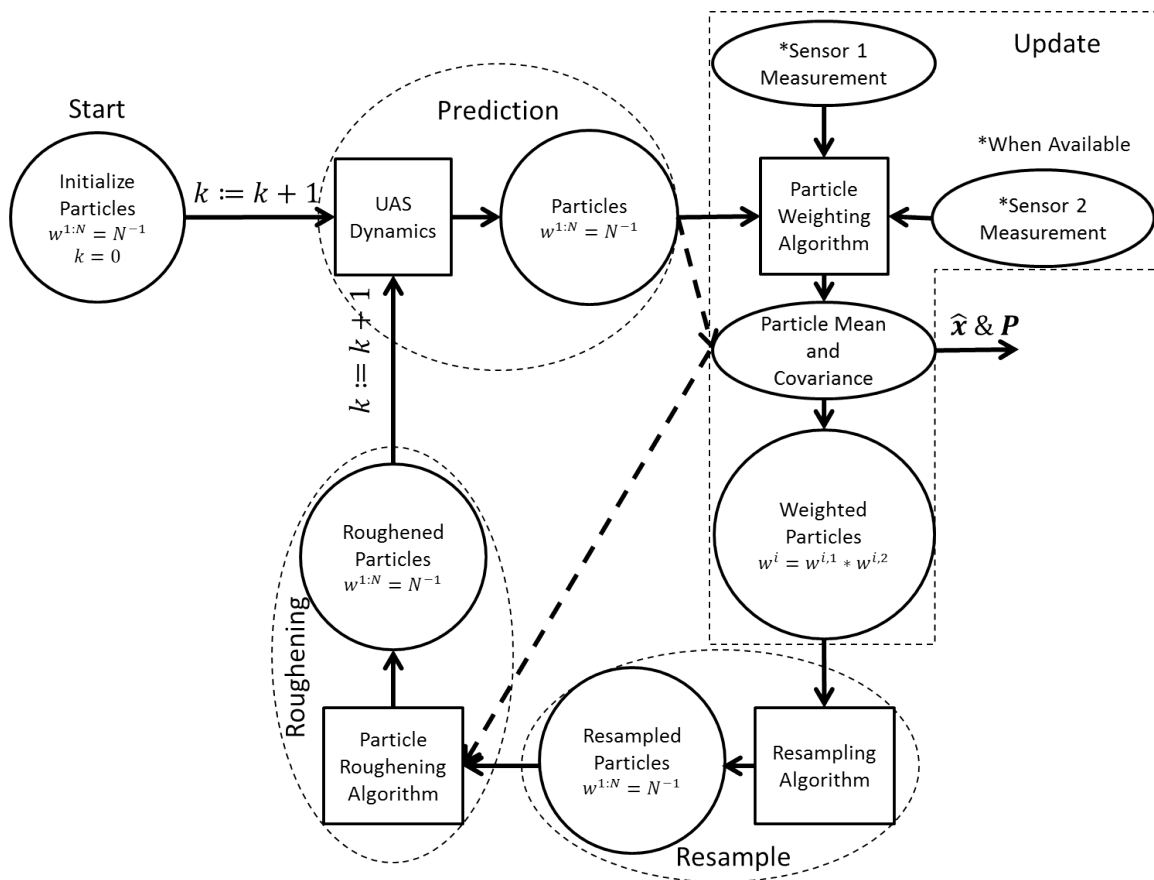 Start
Initialize
Particles
w^{1:N} = N^{-1}
k = 0
k := k + 1
Prediction
UAS
Dynamics
Particles
w^{1:N} = N^{-1}
Update
*Sensor 1
Measurement
*When Available
Particle
Weighting
Algorithm
*Sensor 2
Measurement
Particle Mean
and
Covariance
x̂ & P
Weighted
Particles
w^i = w^{i,1} * w^{i,2}
Resampling
Algorithm
Resampled
Particles
w^{1:N} = N^{-1}
Resample
Particle
Roughening
Algorithm
Roughening
Roughened
Particles
w^{1:N} = N^{-1}
k := k + 1